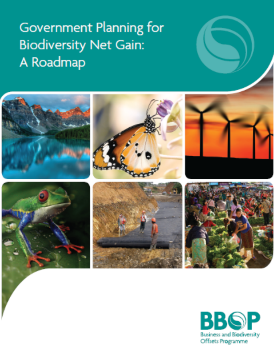 Government Planning for
Biodiversity Net Gain:
A Roadmap
BBOP
Business and Biodiversity
Offsets Programme